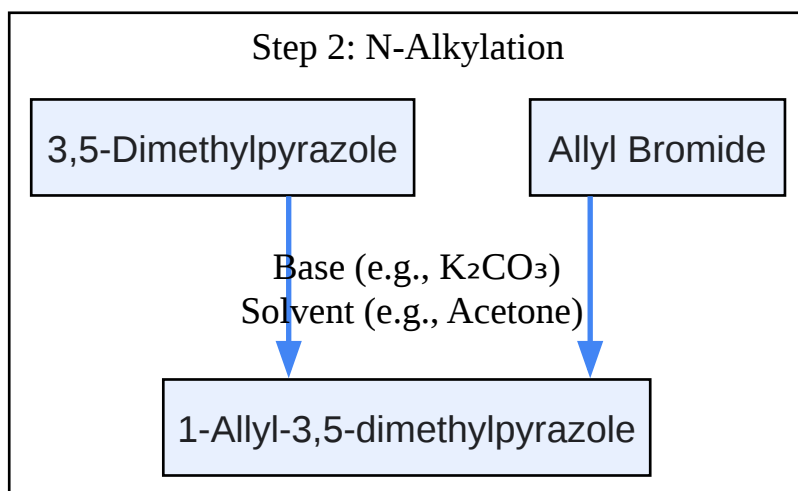 Step 2: N-Alkylation
3,5-Dimethylpyrazole
Allyl Bromide
Base (e.g., K₂CO₃)
Solvent (e.g., Acetone)
1-Allyl-3,5-dimethylpyrazole